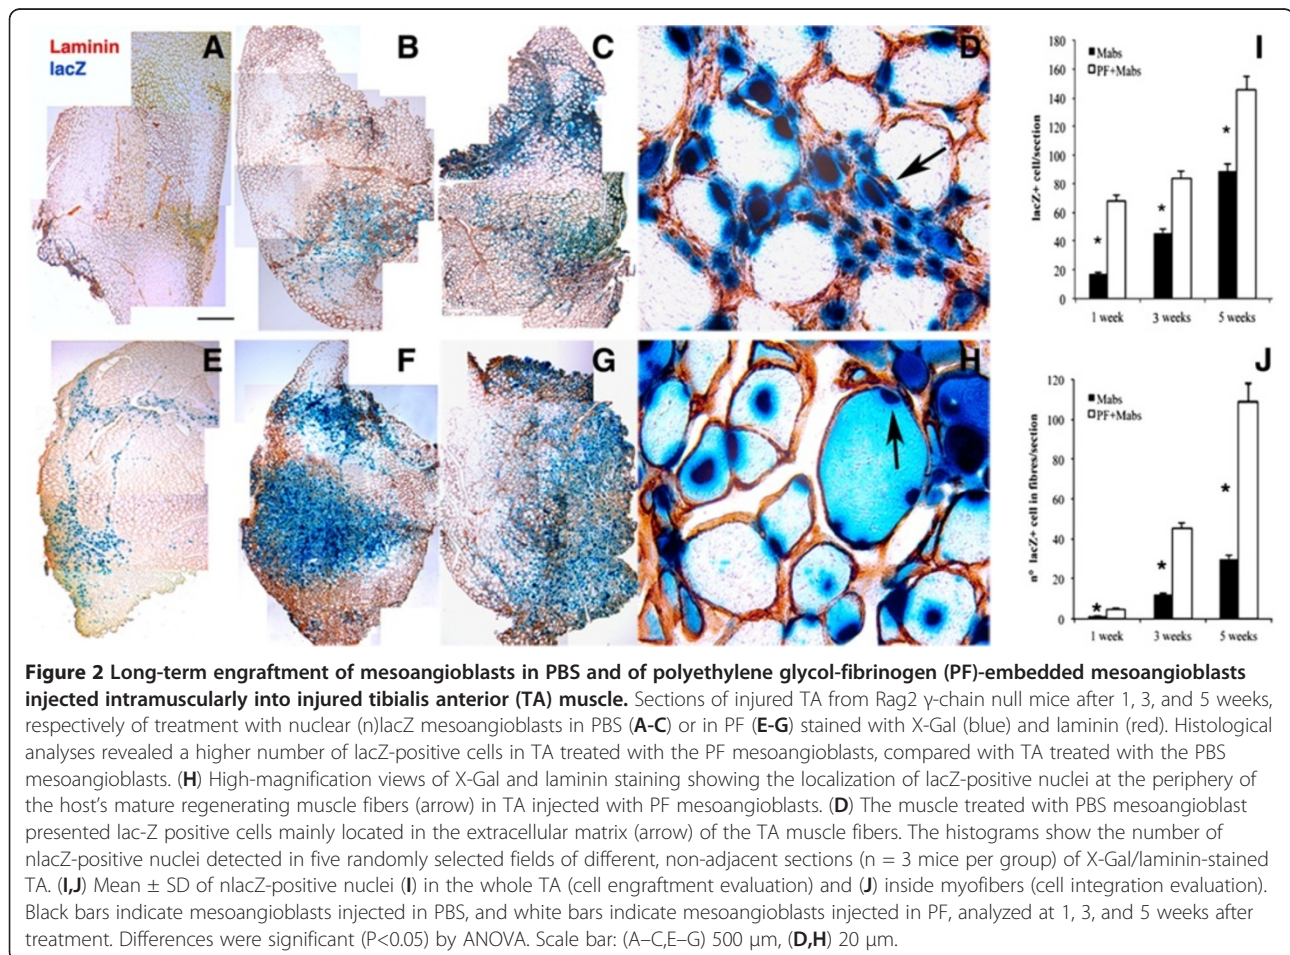 Laminin
lacZ
A
B
C
D
I
180
160
140
120
100
80
60
40
20
0
lacZ+ cell/section
Mabs
PF+Mabs
*
*
*
1 week
3 weeks
5 weeks
E
F
G
H
J
120
100
80
60
40
20
0
n° lacZ+ cell in fibres/section
Mabs
PF+Mabs
*
*
*
1 week
3 weeks
5 weeks
Figure 2 Long-term engraftment of mesoangioblasts in PBS and of polyethylene glycol-fibrinogen (PF)-embedded mesoangioblasts
injected intramuscularly into injured tibialis anterior (TA) muscle. Sections of injured TA from Rag2 γ-chain null mice after 1, 3, and 5 weeks,
respectively of treatment with nuclear (n)lacZ mesoangioblasts in PBS (A-C) or in PF (E-G) stained with X-Gal (blue) and laminin (red). Histological
analyses revealed a higher number of lacZ-positive cells in TA treated with the PF mesoangioblasts, compared with TA treated with the PBS
mesoangioblasts. (H) High-magnification views of X-Gal and laminin staining showing the localization of lacZ-positive nuclei at the periphery of
the host's mature regenerating muscle fibers (arrow) in TA injected with PF mesoangioblasts. (D) The muscle treated with PBS mesoangioblast
presented lac-Z positive cells mainly located in the extracellular matrix (arrow) of the TA muscle fibers. The histograms show the number of
nlacZ-positive nuclei detected in five randomly selected fields of different, non-adjacent sections (n = 3 mice per group) of X-Gal/laminin-stained
TA. (I,J) Mean ± SD of nlacZ-positive nuclei (I) in the whole TA (cell engraftment evaluation) and (J) inside myofibers (cell integration evaluation).
Black bars indicate mesoangioblasts injected in PBS, and white bars indicate mesoangioblasts injected in PF, analyzed at 1, 3, and 5 weeks after
treatment. Differences were significant (P<0.05) by ANOVA. Scale bar: (A–C,E–G) 500 μm, (D,H) 20 μm.